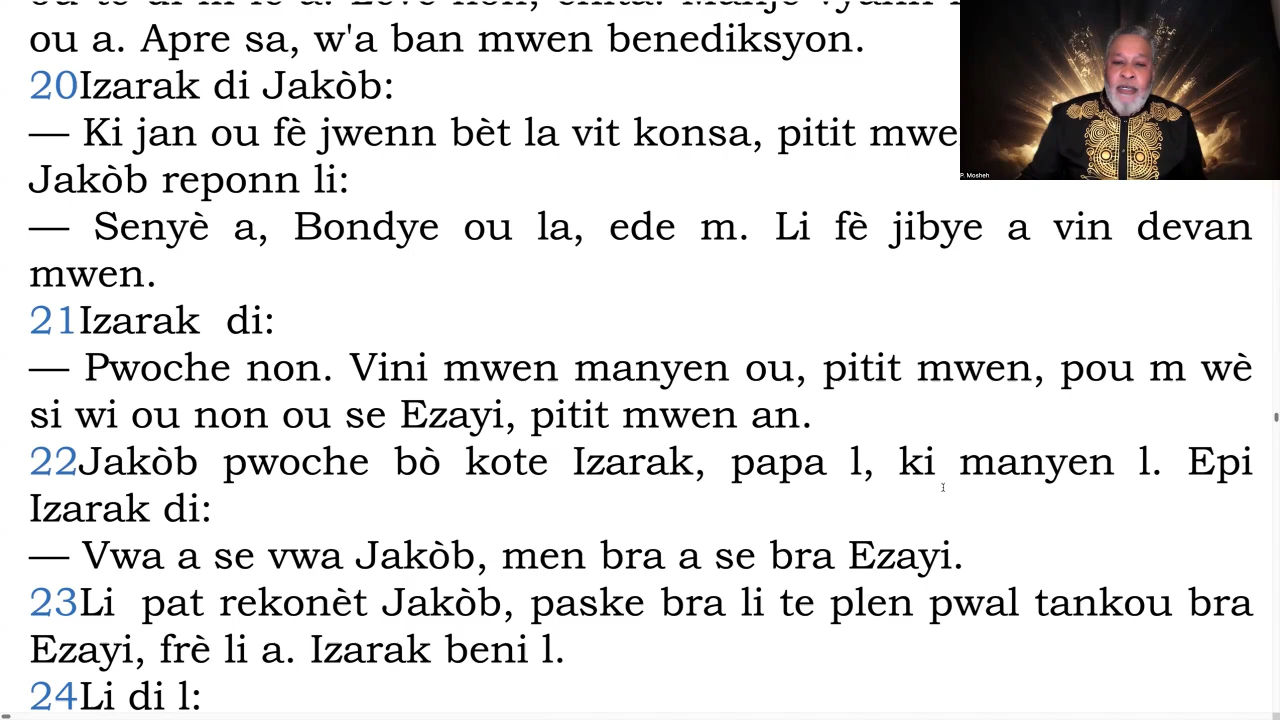 ou a. Apre sa, w'a ban mwen benediksyon.
20Izarak di Jakòb:
— Ki jan ou fè jwenn bèt la vit konsa, pitit
Jakòb reponn li:
— Senyè a, Bondye ou la, ede m. Li fè jibye a vin devan
mwen.
21Izarak di:
— Pwoche non. Vini mwen manyen ou, pitit mwen, pou m wè
si wi ou non ou se Ezayi, pitit mwen an.
22Jakòb pwoche bò kote Izarak, papa l, ki manyen l. Epi
Izarak di:
— Vwa a se vwa Jakòb, men bra a se bra Ezayi.
23Li pat rekonèt Jakòb, paske bra li te plen pwal tankou bra
Ezayi, frè li a. Izarak beni l.
24Li di l:
P. Mosheh